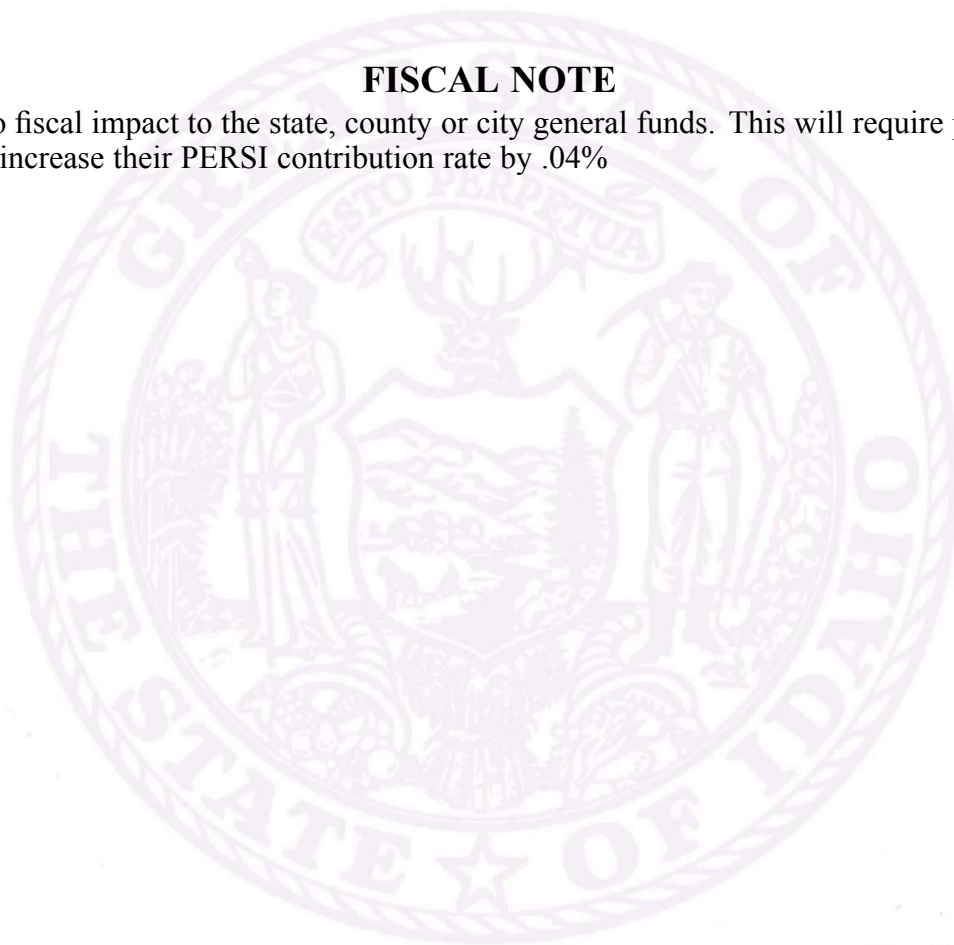 FISCAL NOTE
fiscal impact to the state, county or city general funds. This will require
increase their PERSI contribution rate by .04%
GREAT SEAL OF
ESTO PERPETUA
THE STATE OF IDAHO